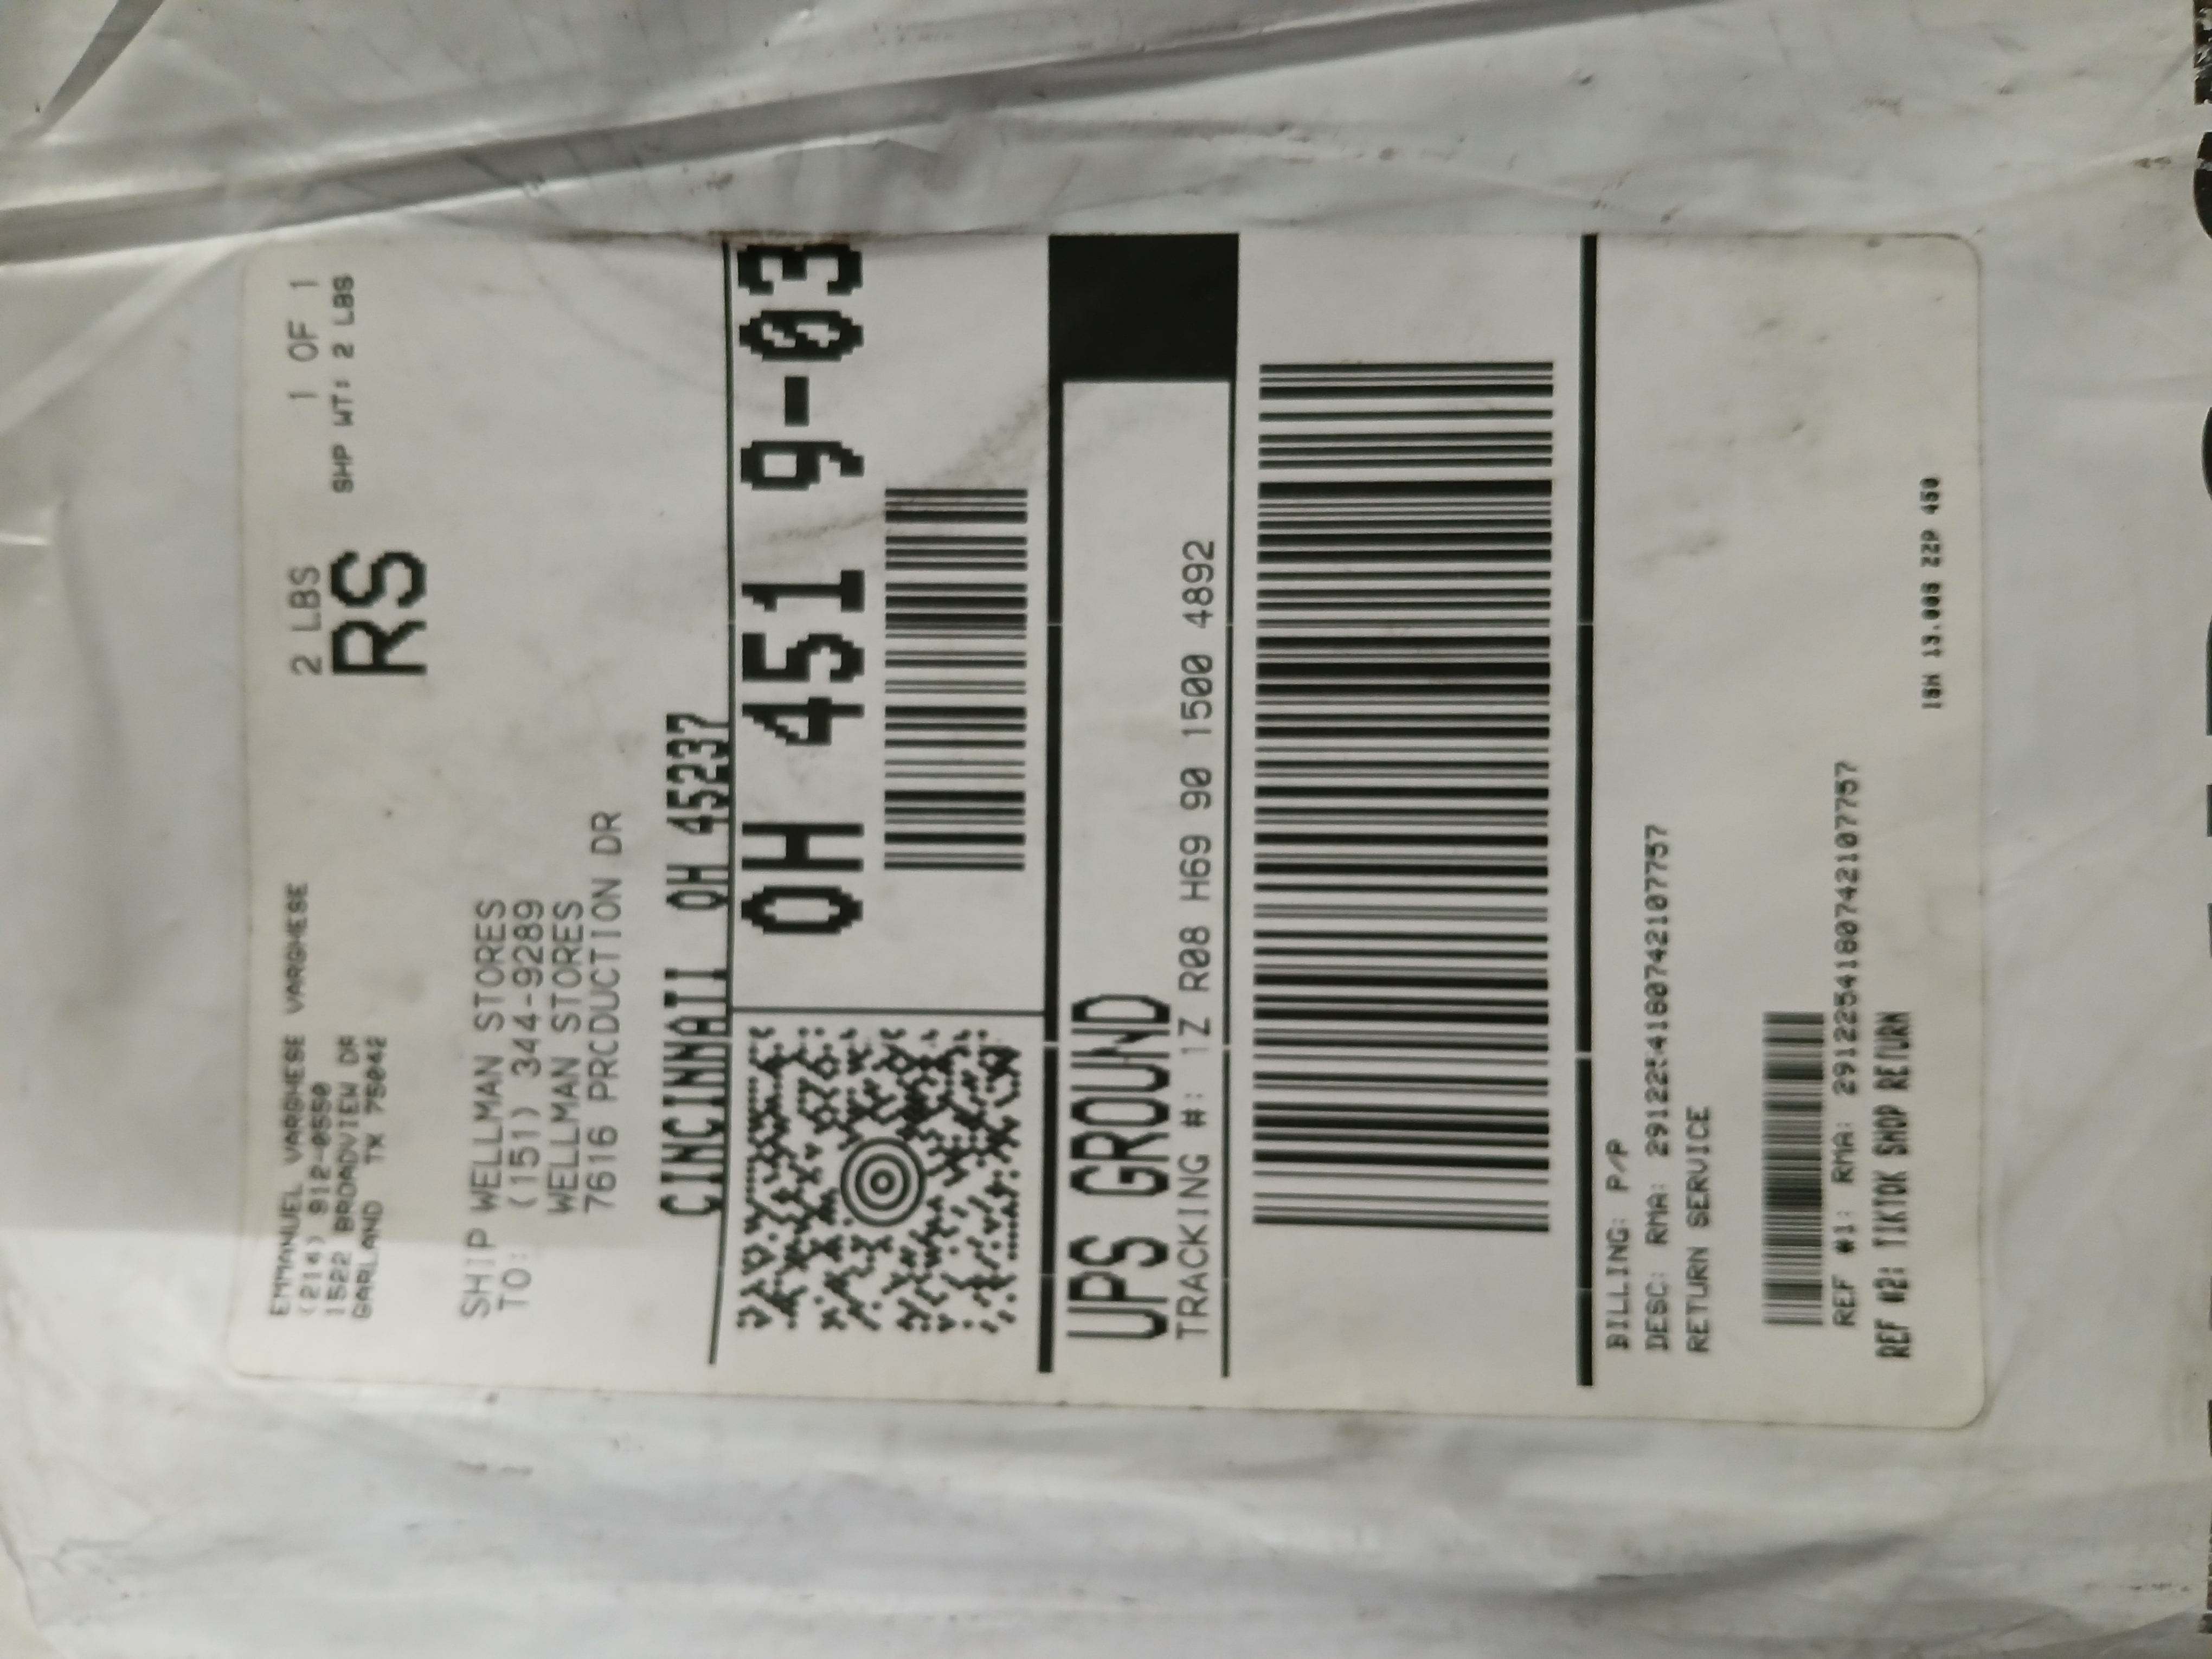 EMMANUEL VARGHESE VARGHESE
(214) 912-0550
1522 BROADVIEW DR
GARLAND TX 75042
2 LBS
1 OF 1
RS
SHP WT: 2 LBS
SHIP WELLMAN STORES
TO: (151) 344-9289
WELLMAN STORES
7616 PRODUCTION DR
CINCINNATI OH 45237
OH 451 9-03
UPS GROUND
TRACKING #: 1Z R08 H69 90 1500 4892
BILLING: P/P
DESC: RMA: 291225418074210 7757
RETURN SERVICE
REF #1: RMA: 2912254180742107757
REF #2: TIKTOK SHOP RETURN